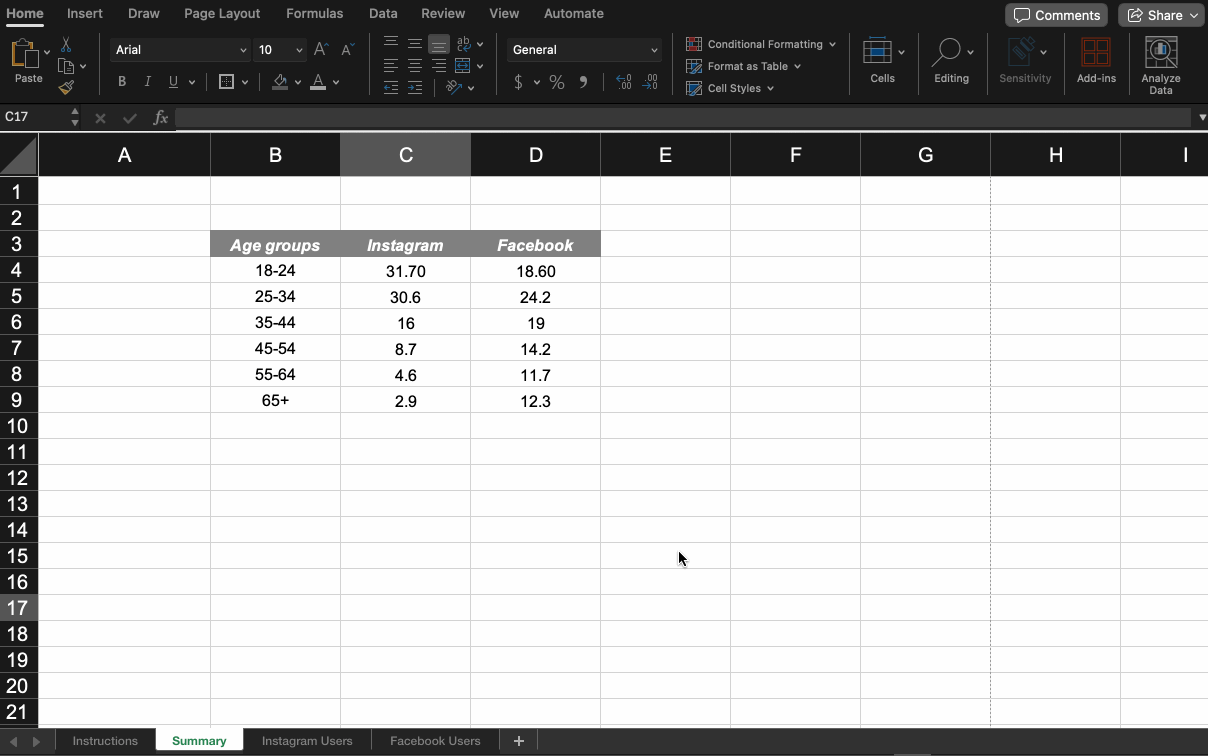 Home Insert Draw Page Layout Formulas Data Review View Automate Comments Share
Paste Arial 10 A A ab General Conditional Formatting Format as Table Cell Styles Cells Editing Sensitivity Add-ins Analyze Data
B I U A $ % .00
C17 fx
A B C D E F G H I
1
2
3 Age groups Instagram Facebook
4 18-24 31.70 18.60
5 25-34 30.6 24.2
6 35-44 16 19
7 45-54 8.7 14.2
8 55-64 4.6 11.7
9 65+ 2.9 12.3
10
11
12
13
14
15
16
17
18
19
20
21
Instructions Summary Instagram Users Facebook Users +